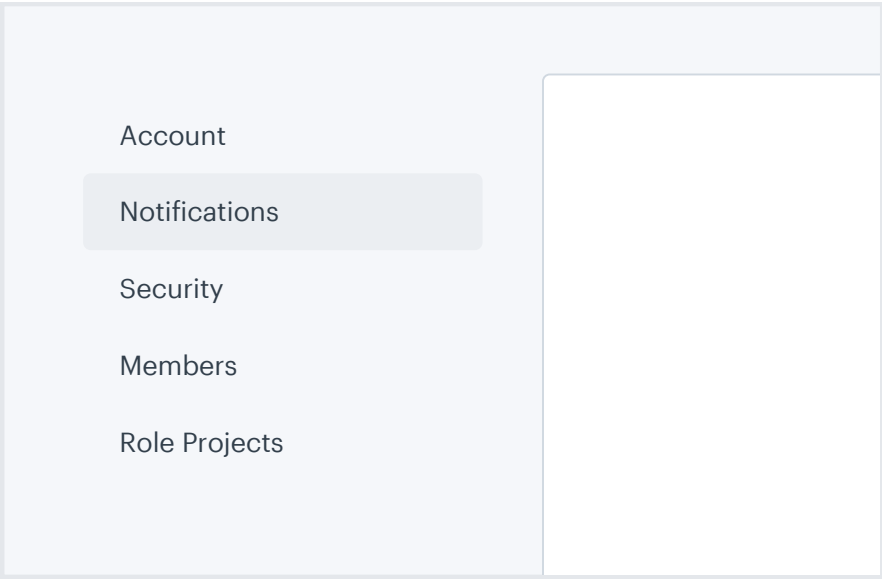 Account
Notifications
Security
Members
Role Projects